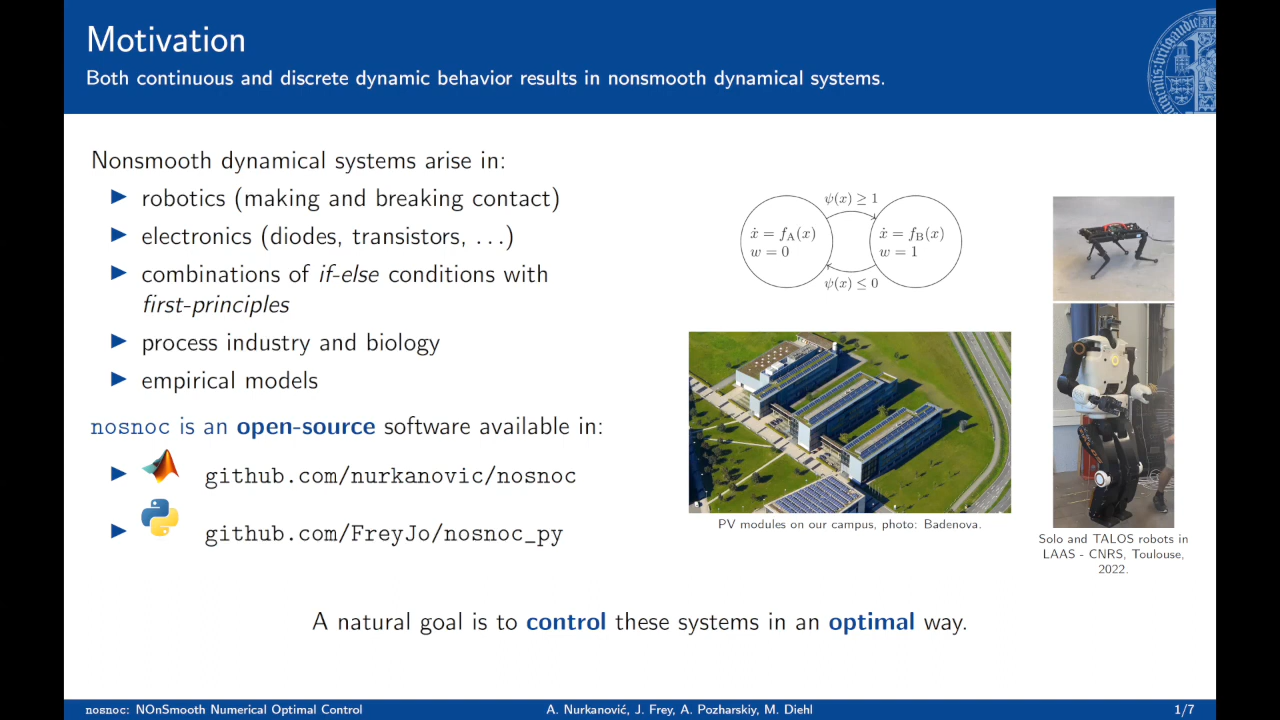 Motivation
Both continuous and discrete dynamic behavior results in nonsmooth dynamical systems.
Nonsmooth dynamical systems arise in:
robotics (making and breaking contact)
electronics (diodes, transistors, …)
combinations of if-else conditions with
first-principles
process industry and biology
empirical models
nosnoc is an open-source software available in:
github.com/nurkanovic/nosnoc
github.com/FreyJo/nosnoc_py
ψ(x) ≥ 1
ẋ = f_A(x)
w = 0
ẋ = f_B(x)
w = 1
ψ(x) ≤ 0
PV modules on our campus, photo: Badenova.
Solo and TALOS robots in
LAAS - CNRS, Toulouse,
2022.
A natural goal is to control these systems in an optimal way.
nosnoc: NOnSmooth Numerical Optimal Control
A. Nurkanović, J. Frey, A. Pozharskiy, M. Diehl
1/7